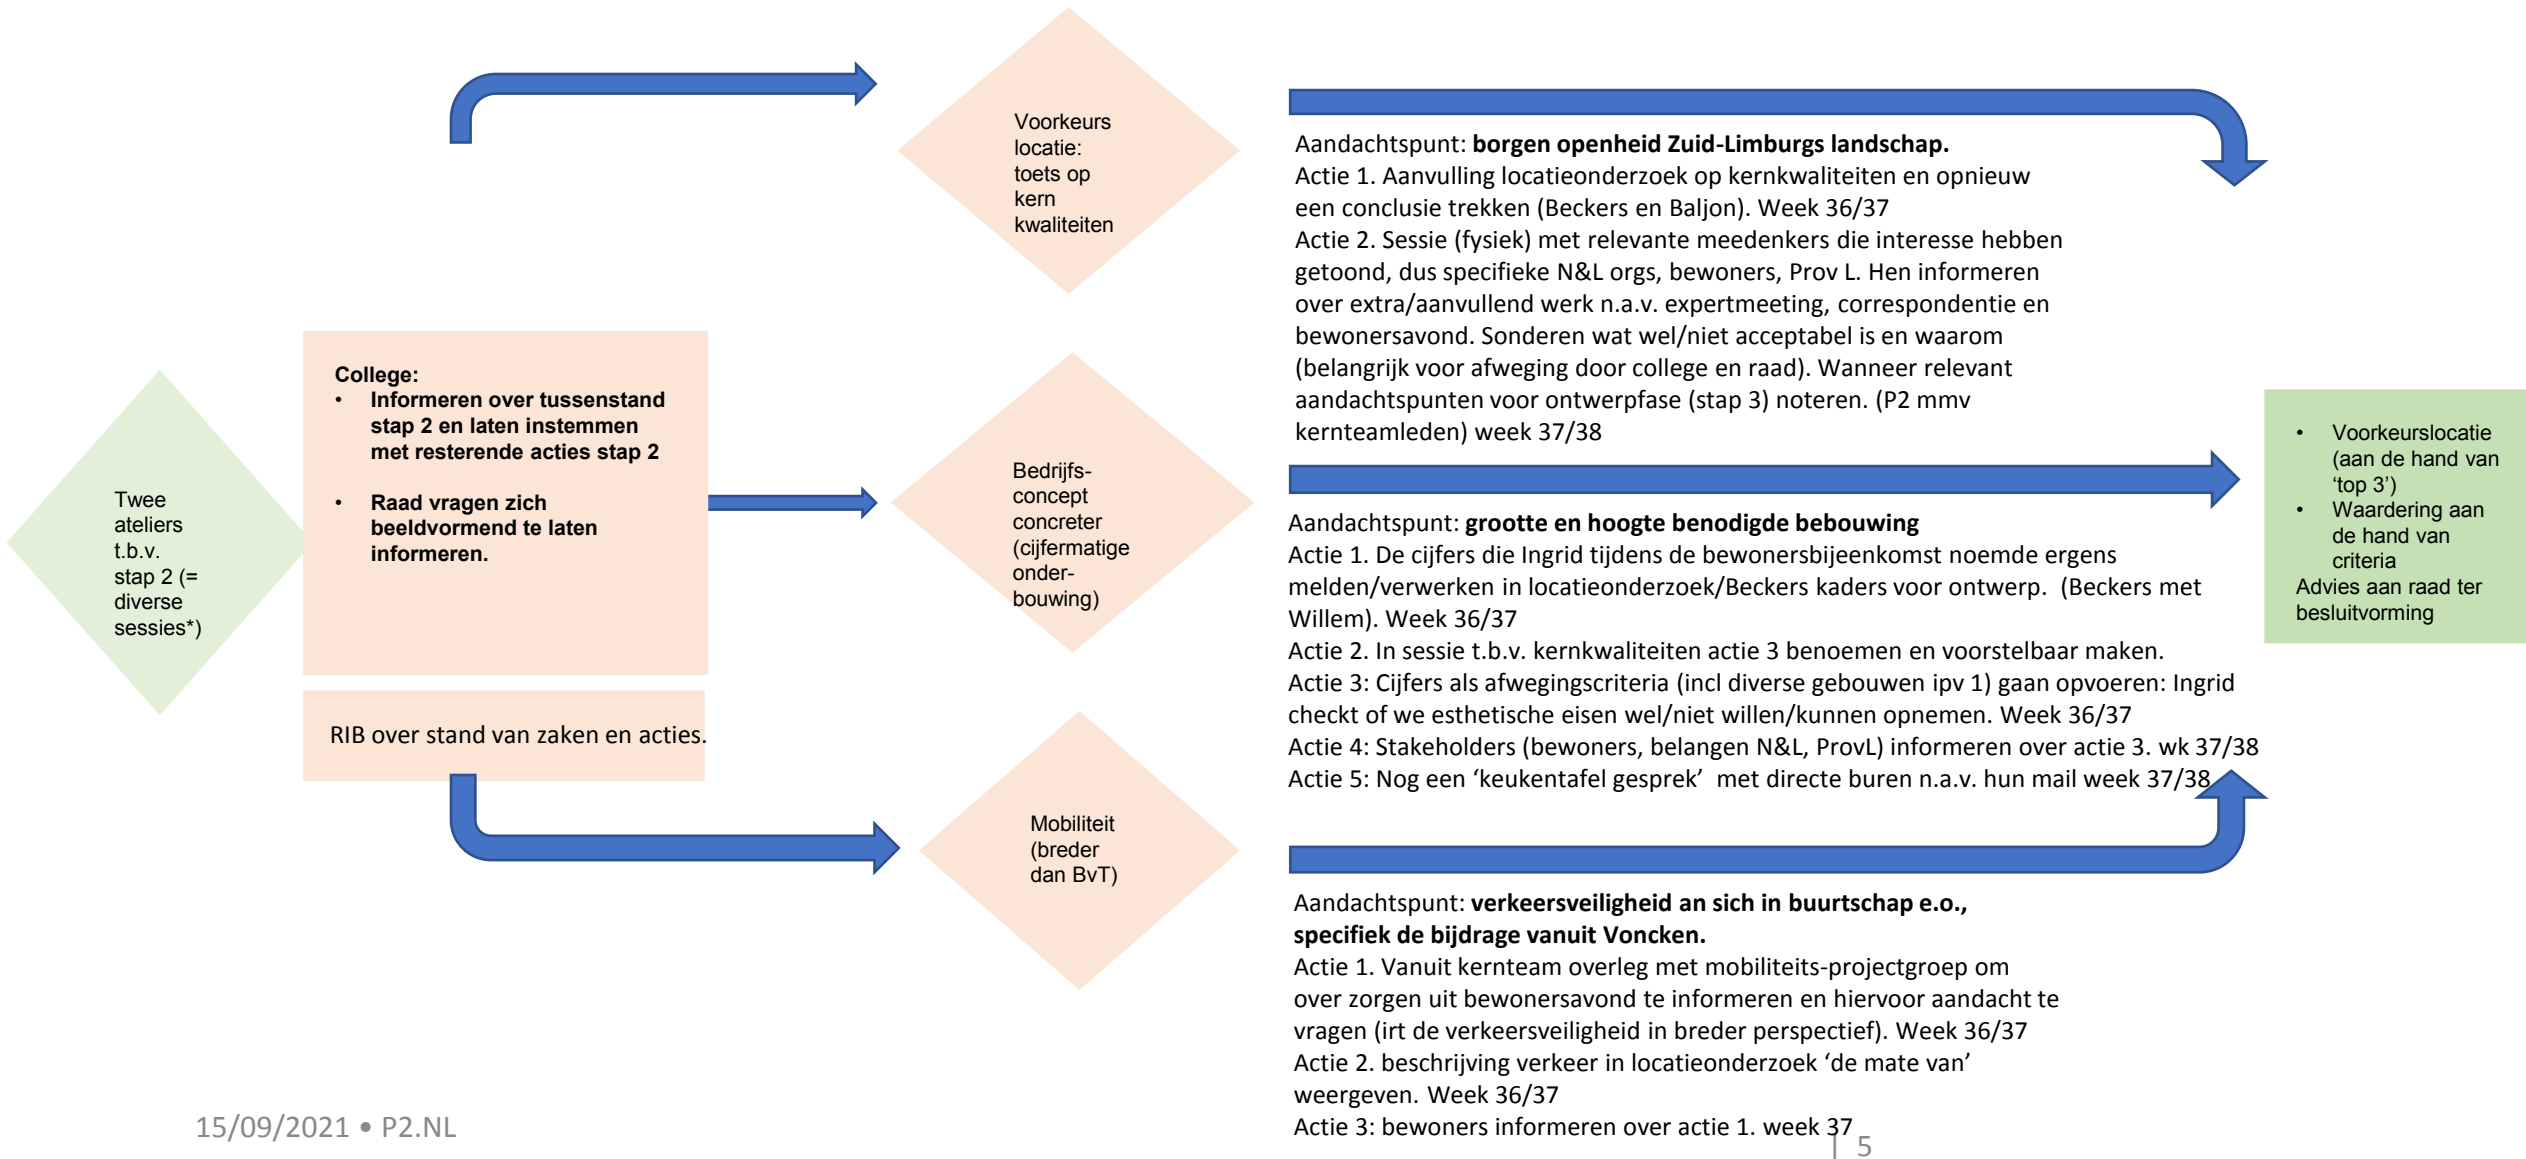 Twee
ateliers
t.b.v.
stap 2 (=
diverse
sessies*)
College:
• Informeren over tussenstand
stap 2 en laten instemmen
met resterende acties stap 2
• Raad vragen zich
beeldvormend te laten
informeren.
RIB over stand van zaken en acties.
Voorkeurs
locatie:
toets op
kern
kwaliteiten
Bedrijfs-
concept
concreter
(cijfermatige
onder-
bouwing)
Mobiliteit
(breder
dan BvT)
Aandachtspunt: borgen openheid Zuid-Limburgs landschap.
Actie 1. Aanvulling locatieonderzoek op kernkwaliteiten en opnieuw
een conclusie trekken (Beckers en Baljon). Week 36/37
Actie 2. Sessie (fysiek) met relevante meedenkers die interesse hebben
getoond, dus specifieke N&L orgs, bewoners, Prov L. Hen informeren
over extra/aanvullend werk n.a.v. expertmeeting, correspondentie en
bewonersavond. Sonderen wat wel/niet acceptabel is en waarom
(belangrijk voor afweging door college en raad). Wanneer relevant
aandachtspunten voor ontwerpfase (stap 3) noteren. (P2 mmv
kernteamleden) week 37/38
Aandachtspunt: grootte en hoogte benodigde bebouwing
Actie 1. De cijfers die Ingrid tijdens de bewonersbijeenkomst noemde ergens
melden/verwerken in locatieonderzoek/Beckers kaders voor ontwerp. (Beckers met
Willem). Week 36/37
Actie 2. In sessie t.b.v. kernkwaliteiten actie 3 benoemen en voorstelbaar maken.
Actie 3: Cijfers als afwegingscriteria (incl diverse gebouwen ipv 1) gaan opvoeren: Ingrid
checkt of we esthetische eisen wel/niet willen/kunnen opnemen. Week 36/37
Actie 4: Stakeholders (bewoners, belangen N&L, ProvL) informeren over actie 3. wk 37/38
Actie 5: Nog een ‘keukentafel gesprek’ met directe buren n.a.v. hun mail week 37/38
Aandachtspunt: verkeersveiligheid an sich in buurtschap e.o.,
specifiek de bijdrage vanuit Voncken.
Actie 1. Vanuit kernteam overleg met mobiliteits-projectgroep om
over zorgen uit bewonersavond te informeren en hiervoor aandacht te
vragen (irt de verkeersveiligheid in breder perspectief). Week 36/37
Actie 2. beschrijving verkeer in locatieonderzoek ‘de mate van’
weergeven. Week 36/37
Actie 3: bewoners informeren over actie 1. week 37
• Voorkeurslocatie
(aan de hand van
‘top 3’)
• Waardering aan
de hand van
criteria
Advies aan raad ter
besluitvorming
15/09/2021 • P2.NL
| 5